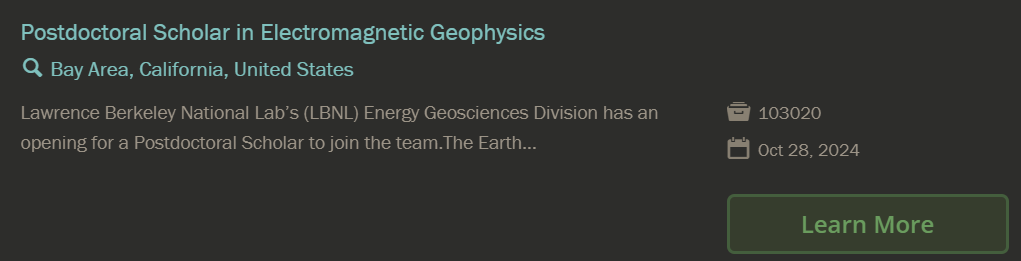 Postdoctoral Scholar in Electromagnetic Geophysics
Bay Area, California, United States
Lawrence Berkeley National Lab’s (LBNL) Energy Geosciences Division has an
opening for a Postdoctoral Scholar to join the team.The Earth...
103020
Oct 28, 2024
Learn More